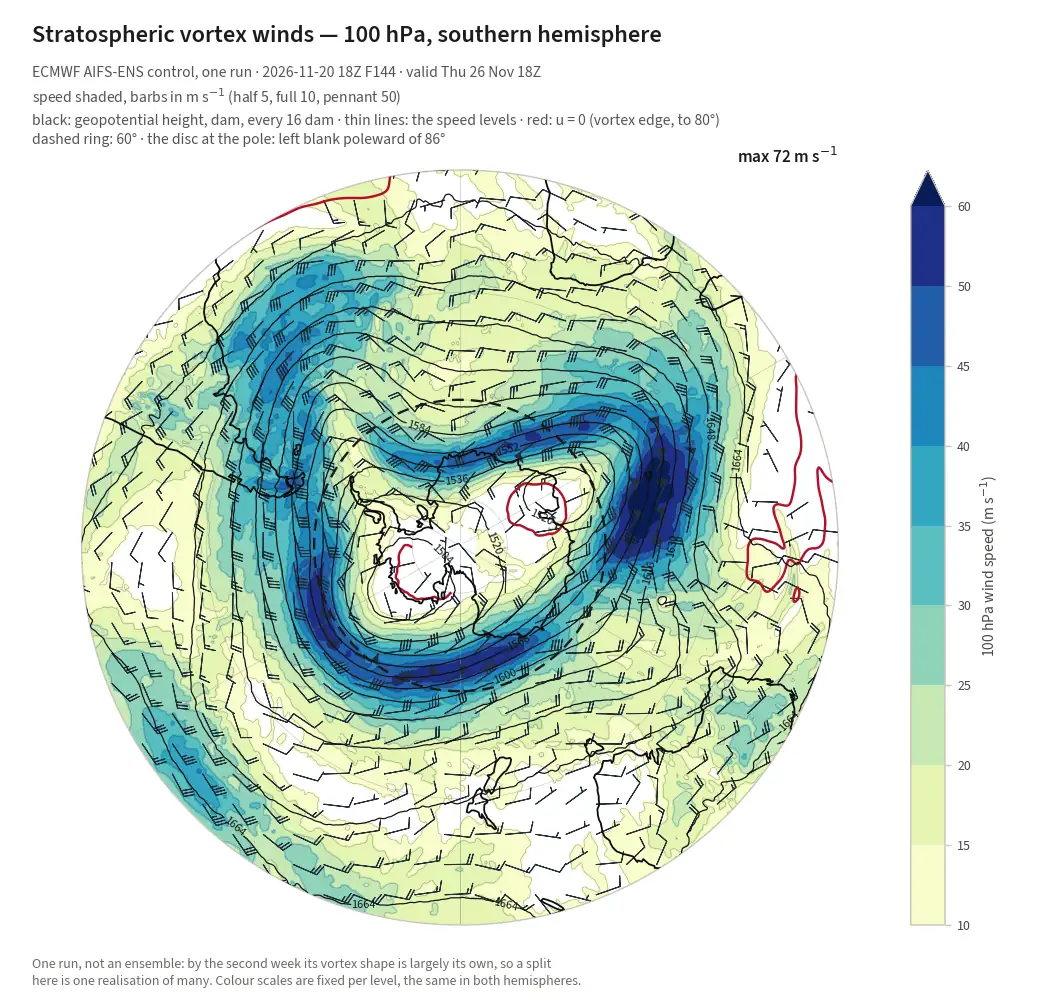 Stratospheric vortex winds — 100 hPa, southern hemisphere
ECMWF AIFS-ENS control, one run · 2026-11-20 18Z F144 · valid Thu 26 Nov 18Z
speed shaded, barbs in m s⁻¹ (half 5, full 10, pennant 50)
black: geopotential height, dam, every 16 dam · thin lines: the speed levels · red: u = 0 (vortex edge, to 80°)
dashed ring: 60° · the disc at the pole: left blank poleward of 86°
max 72 m s⁻¹
60
50
45
40
35
30
25
20
15
10
100 hPa wind speed (m s⁻¹)
1584
1552
1536
1648
1664
1520
1504
1600
1664
1664
1664
1664
One run, not an ensemble: by the second week its vortex shape is largely its own, so a split
here is one realisation of many. Colour scales are fixed per level, the same in both hemispheres.